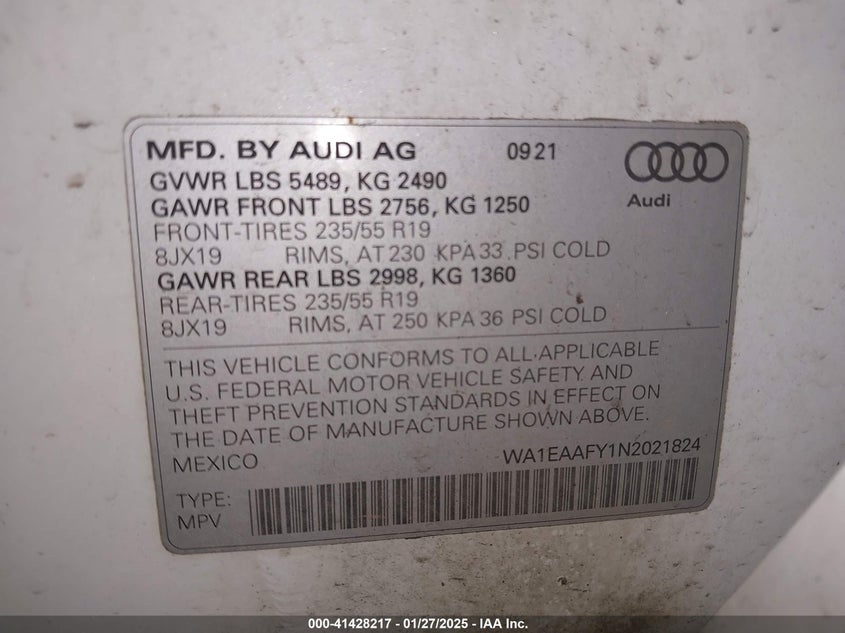 MFD. BY AUDI AG 0921
GVWR LBS 5489, KG 2490
GAWR FRONT LBS 2756, KG 1250
Audi
FRONT-TIRES 235/55 R19
8JX19 RIMS, AT 230 KPA 33 PSI COLD
GAWR REAR LBS 2998, KG 1360
REAR-TIRES 235/55 R19
8JX19 RIMS, AT 250 KPA 36 PSI COLD
THIS VEHICLE CONFORMS TO ALL APPLICABLE
U.S. FEDERAL MOTOR VEHICLE SAFETY AND
THEFT PREVENTION STANDARDS IN EFFECT ON
THE DATE OF MANUFACTURE SHOWN ABOVE.
MEXICO WA1EAAFY1N2021824
TYPE:
MPV
000-41428217 - 01/27/2025 - IAA Inc.